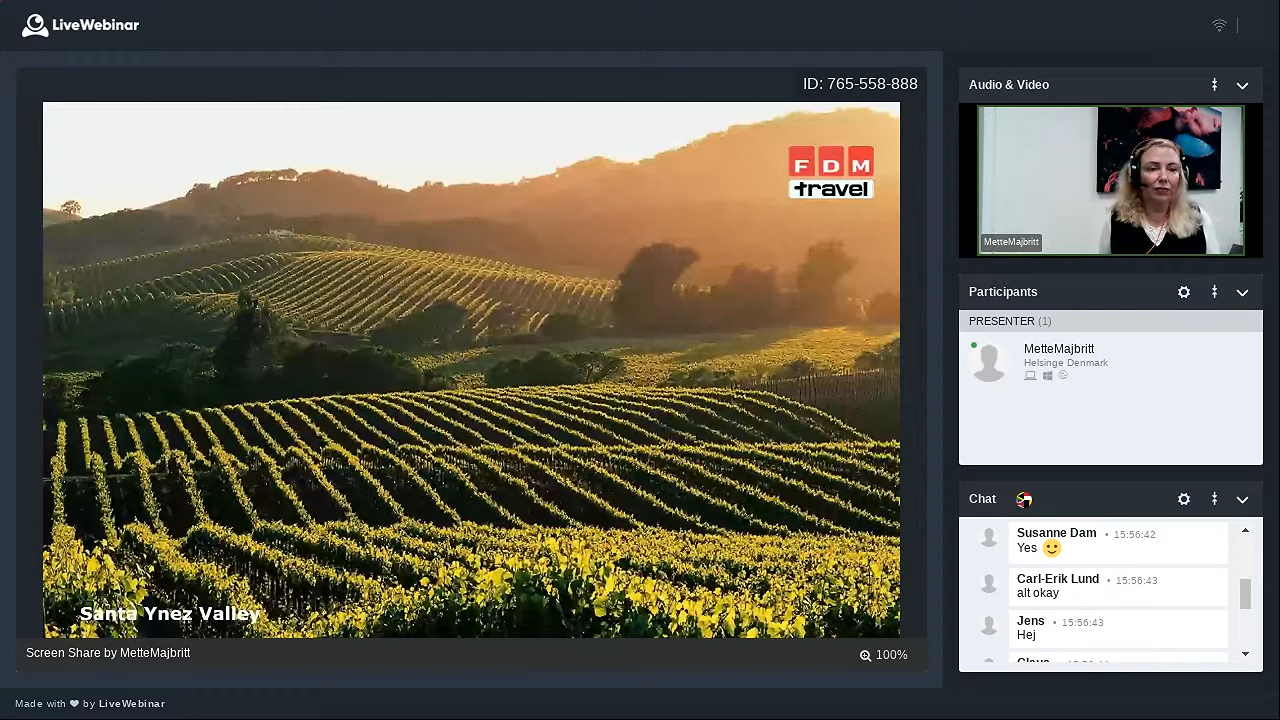 LiveWebinar
ID: 765-558-888
FDM
travel
Santa Ynez Valley
Screen Share by MetteMajbritt
100%
Audio & Video
MetteMajbritt
Participants
PRESENTER (1)
MetteMajbritt
Helsinge Denmark
Chat
Susanne Dam • 15:56:42
Yes
Carl-Erik Lund • 15:56:43
alt okay
Jens • 15:56:43
Hej
Made with ❤ by LiveWebinar